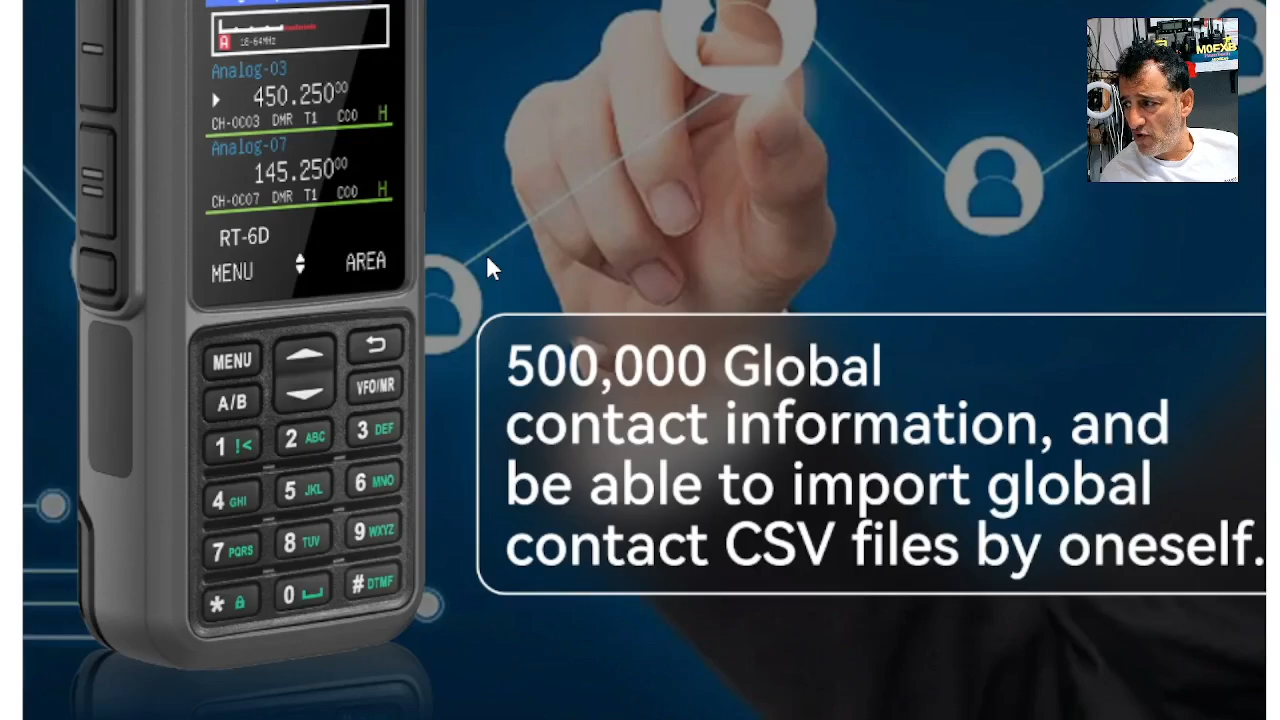 A 18-64MHz
Analog-03
450.250⁰⁰
CH-0003 DMR T1 C00 H
Analog-07
145.250⁰⁰
CH-0007 DMR T1 C00 H
RT-6D
MENU AREA
MENU
A/B VFO/MR
1 !< 2 ABC 3 DEF
4 GHI 5 JKL 6 MNO
7 PQRS 8 TUV 9 WXYZ
* 0 # DTMF
500,000 Global
contact information, and
be able to import global
contact CSV files by oneself.
M0FXB